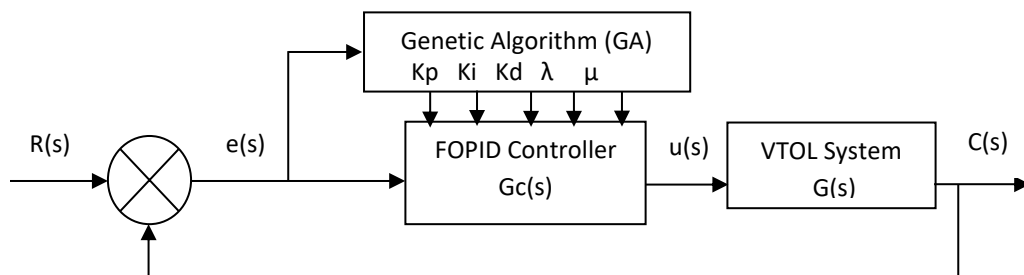 Genetic Algorithm (GA)
Kp Ki Kd λ μ
R(s)
e(s)
FOPID Controller
Gc(s)
u(s)
VTOL System
G(s)
C(s)